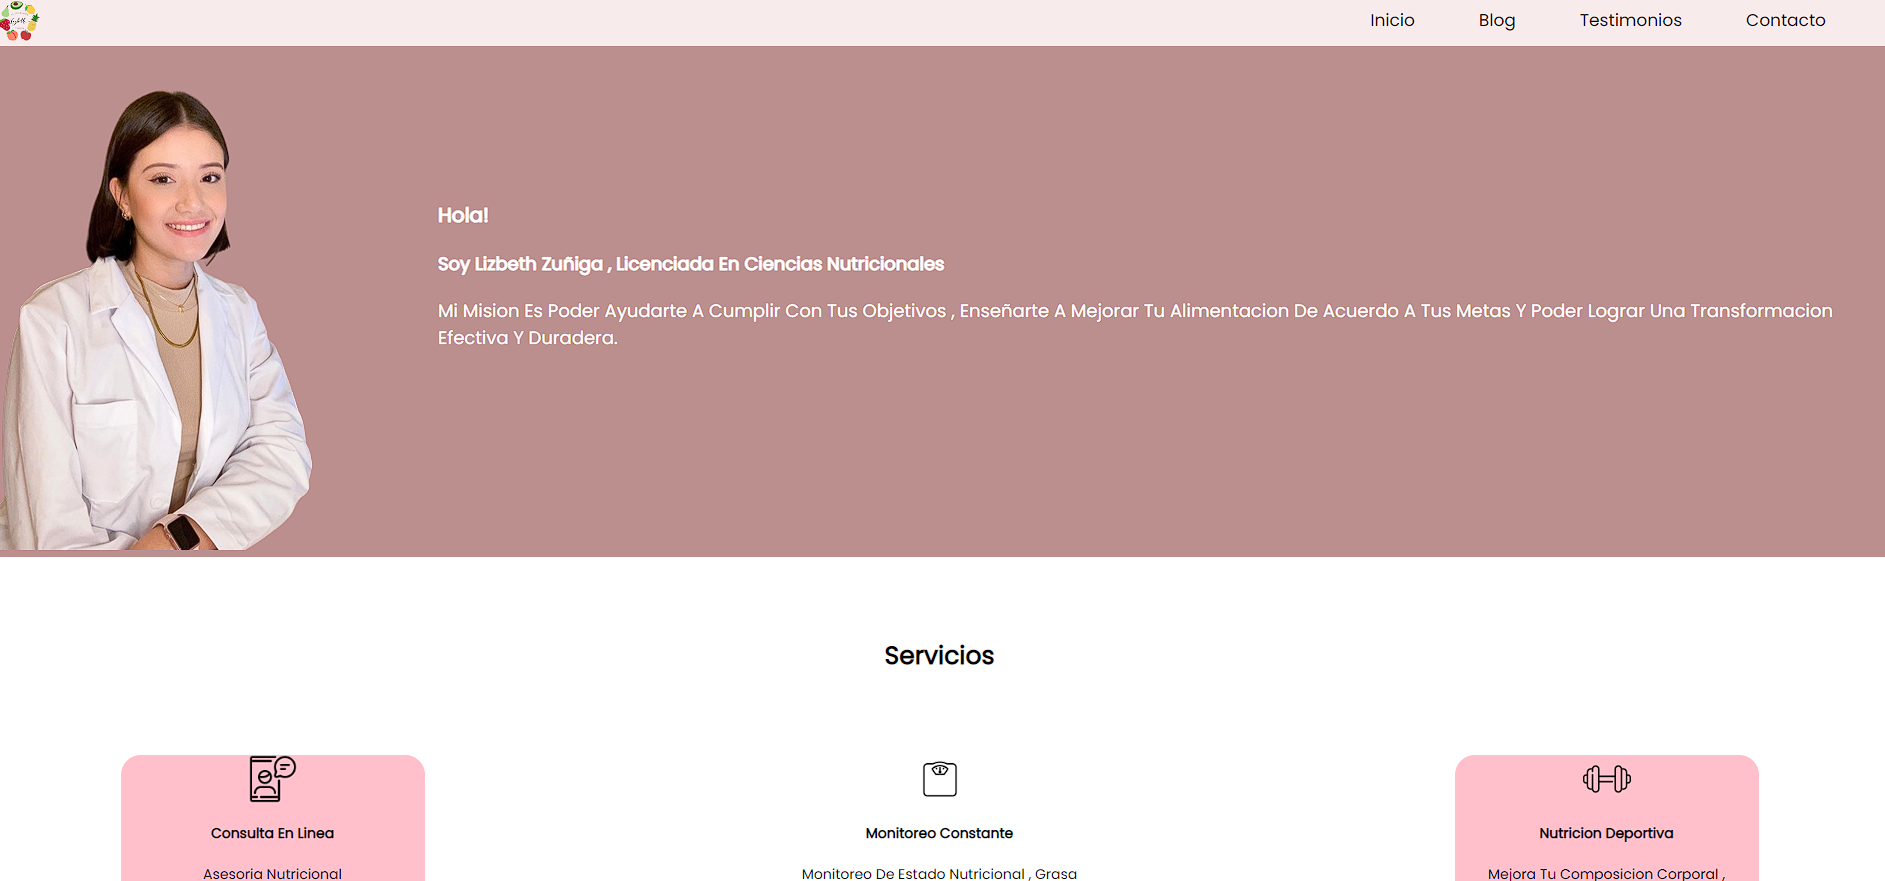 Inicio Blog Testimonios Contacto
Hola!
Soy Lizbeth Zuñiga , Licenciada En Ciencias Nutricionales
Mi Mision Es Poder Ayudarte A Cumplir Con Tus Objetivos , Enseñarte A Mejorar Tu Alimentacion De Acuerdo A Tus Metas Y Poder Lograr Una Transformacion
Efectiva Y Duradera.
Servicios
Consulta En Linea
Asesoria Nutricional
Monitoreo Constante
Monitoreo De Estado Nutricional , Grasa
Nutricion Deportiva
Mejora Tu Composicion Corporal ,